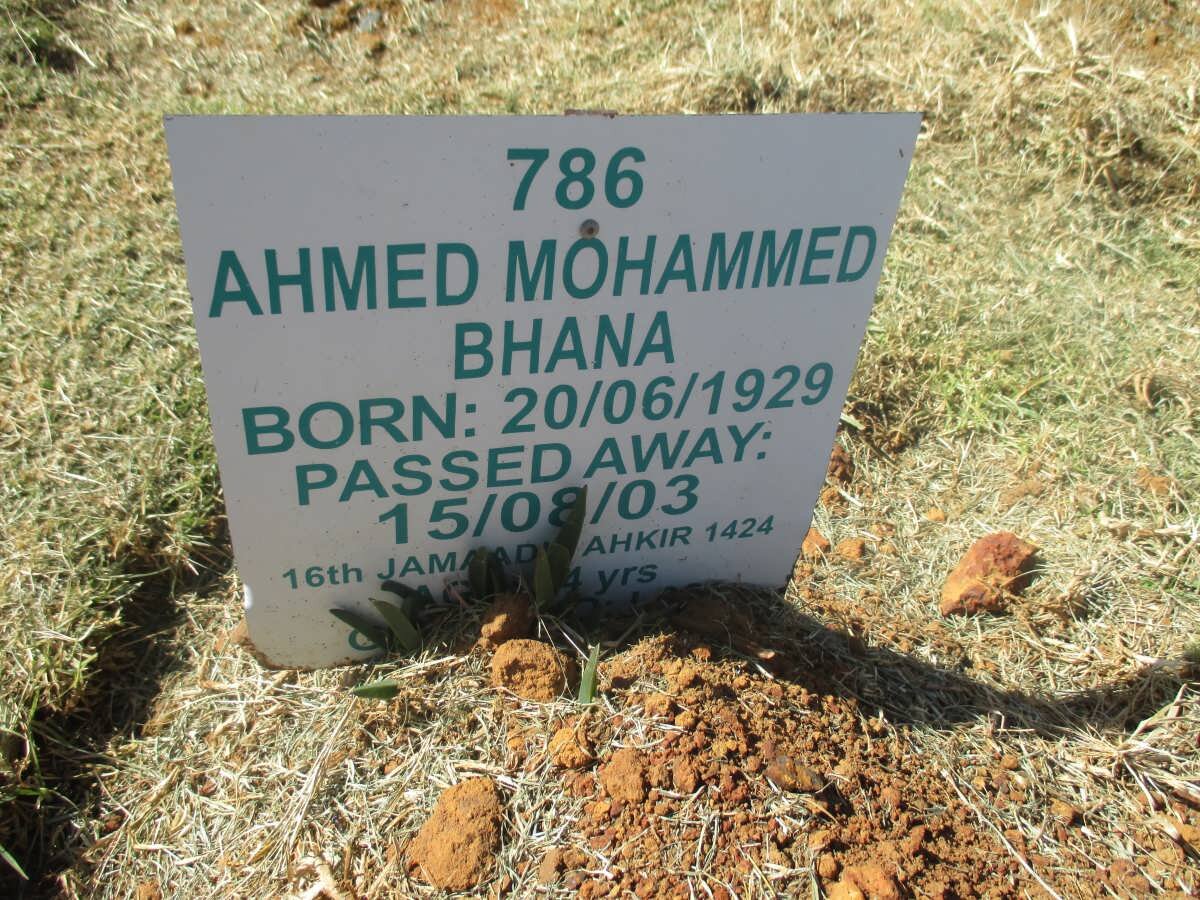 786
AHMED MOHAMMED
BHANA
BORN: 20/06/1929
PASSED AWAY:
15/08/03
16th AHKIR 1424
yrs